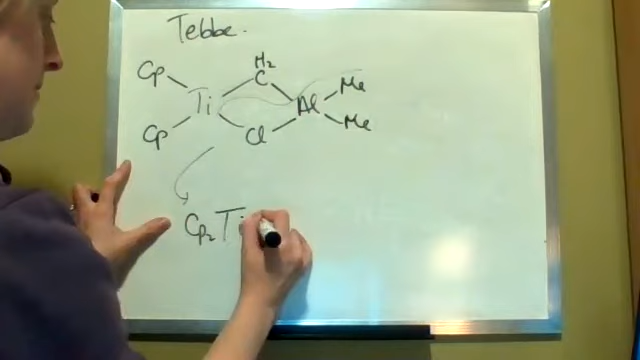 Tebbe.
H2
Cp C Me
Ti Al
Cp Cl Me
Cp2Ti